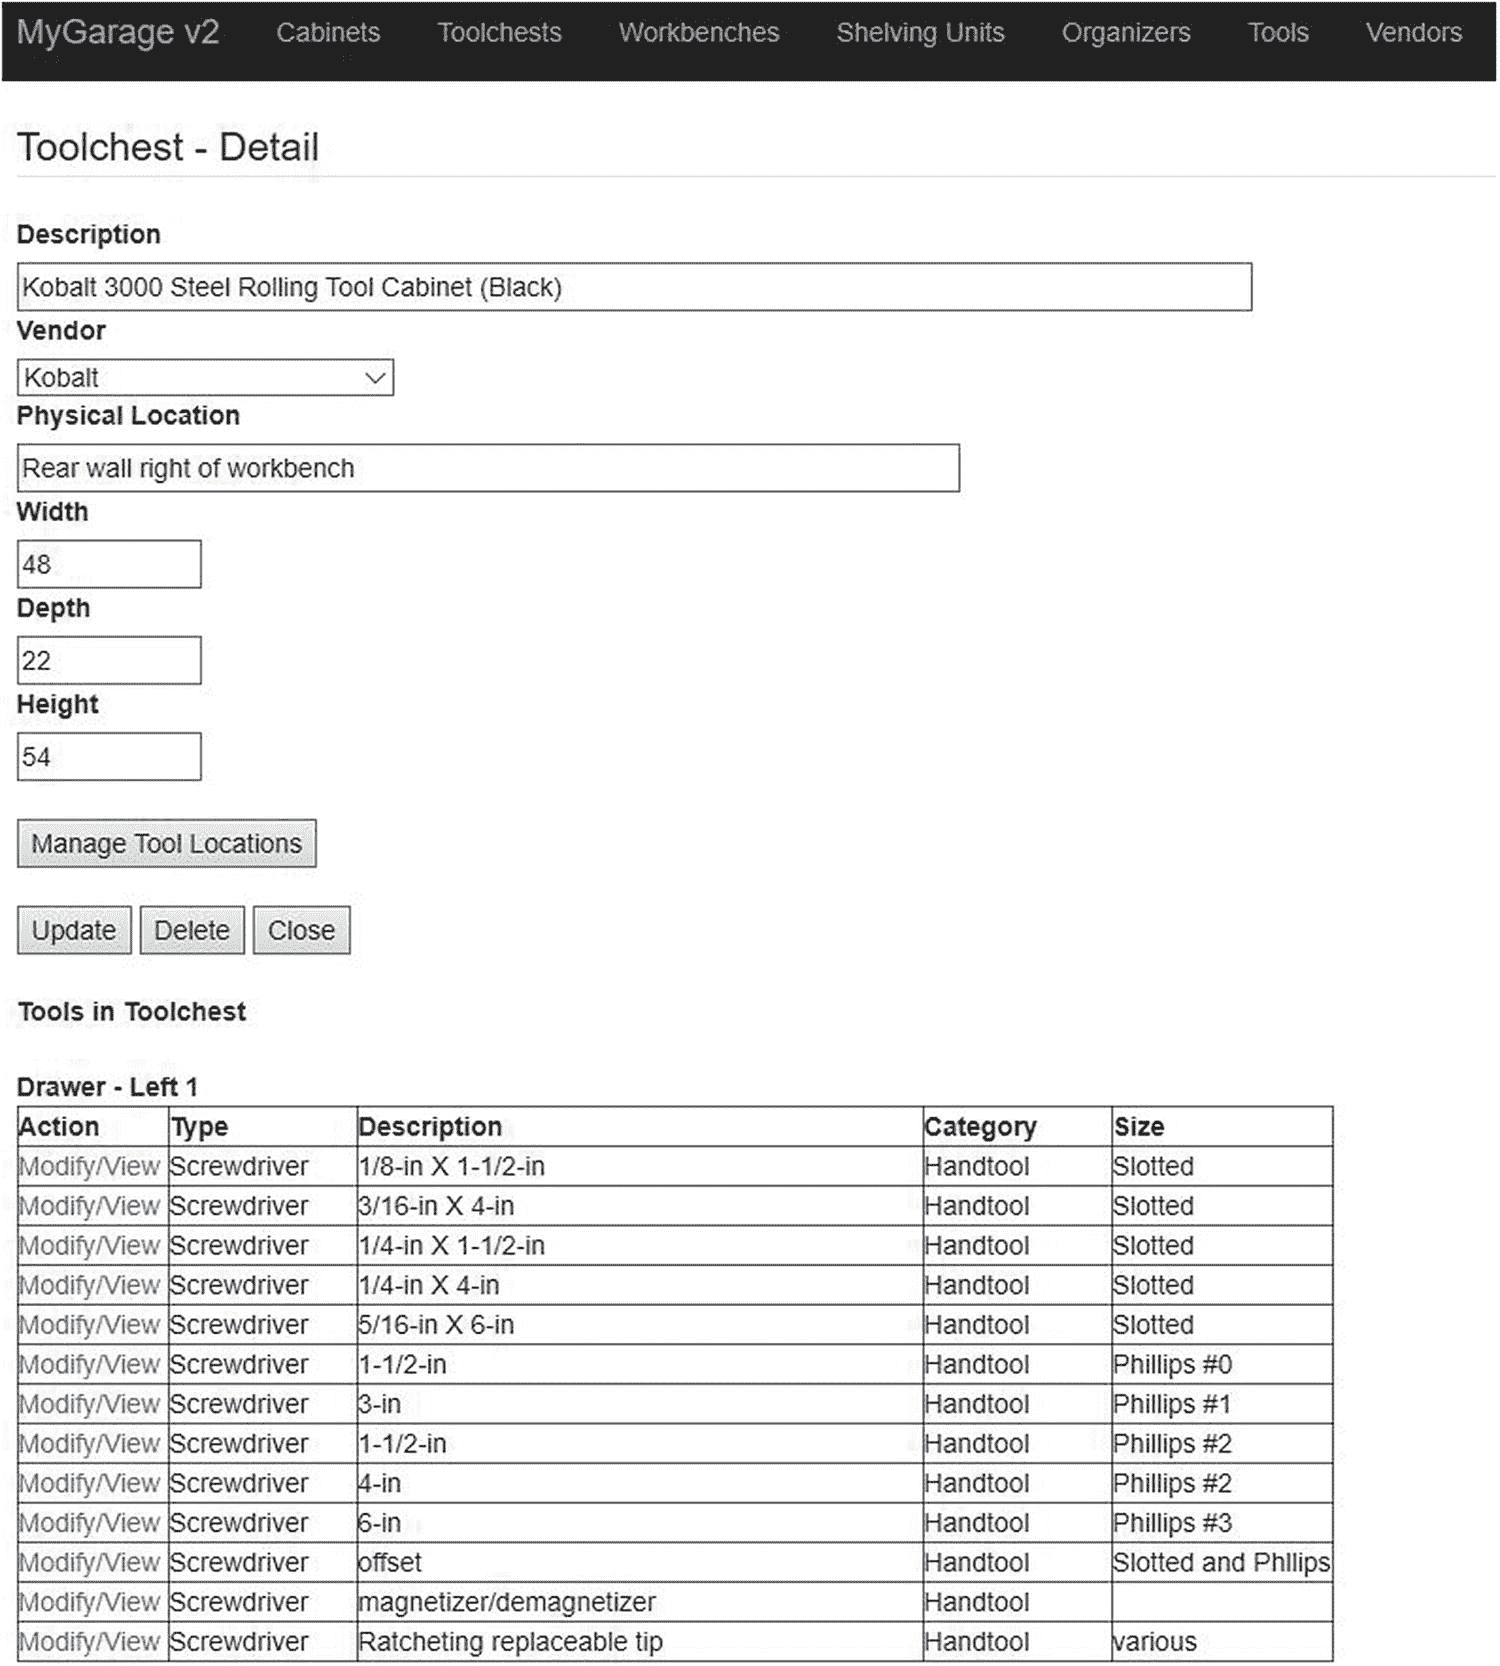 MyGarage v2 Cabinets Toolchests Workbenches Shelving Units Organizers Tools Vendors
Toolchest - Detail
Description
Kobalt 3000 Steel Rolling Tool Cabinet (Black)
Vendor
Kobalt
Physical Location
Rear wall right of workbench
Width
48
Depth
22
Height
54
Manage Tool Locations
Update Delete Close
Tools in Toolchest
Drawer - Left 1
Action Type Description Category Size
Modify/View Screwdriver 1/8-in X 1-1/2-in Handtool Slotted
Modify/View Screwdriver 3/16-in X 4-in Handtool Slotted
Modify/View Screwdriver 1/4-in X 1-1/2-in Handtool Slotted
Modify/View Screwdriver 1/4-in X 4-in Handtool Slotted
Modify/View Screwdriver 5/16-in X 6-in Handtool Slotted
Modify/View Screwdriver 1-1/2-in Handtool Phillips #0
Modify/View Screwdriver 3-in Handtool Phillips #1
Modify/View Screwdriver 1-1/2-in Handtool Phillips #2
Modify/View Screwdriver 4-in Handtool Phillips #2
Modify/View Screwdriver 6-in Handtool Phillips #3
Modify/View Screwdriver offset Handtool Slotted and Phllips
Modify/View Screwdriver magnetizer/demagnetizer Handtool
Modify/View Screwdriver Ratcheting replaceable tip Handtool various